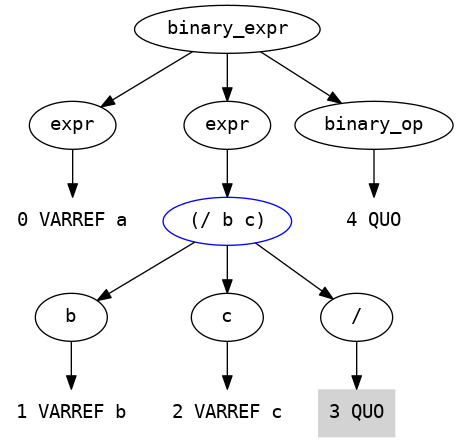 binary_expr
expr
expr
binary_op
0 VARREF a
(/ b c)
4 QUO
b
c
/
1 VARREF b
2 VARREF c
3 QUO